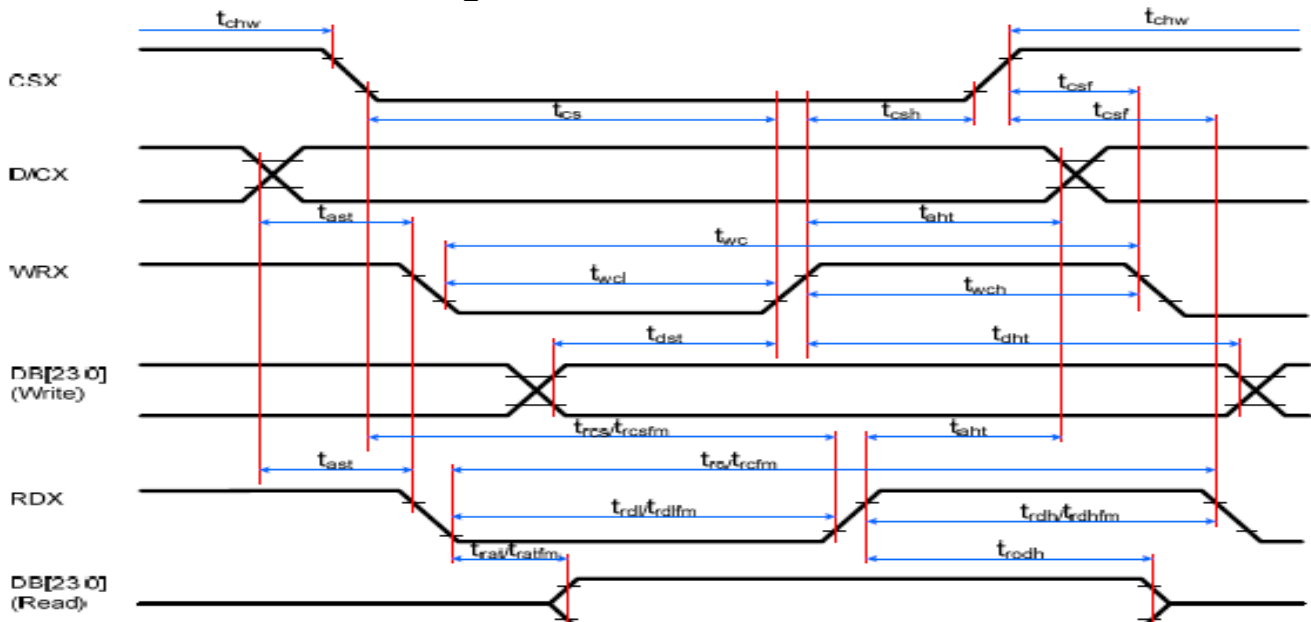 tchw tchw
CSX
tcsf
tcs tcsh tcsf
D/CX
tast taht
twc
WRX
twcl twch
tdst tdht
DB[23:0]
(Write)
trcs/trcsfm taht
tast trc/trcfm
RDX
trdl/trdlfm trdh/trdhfm
trat/tratfm trodh
DB[23:0]
(Read)